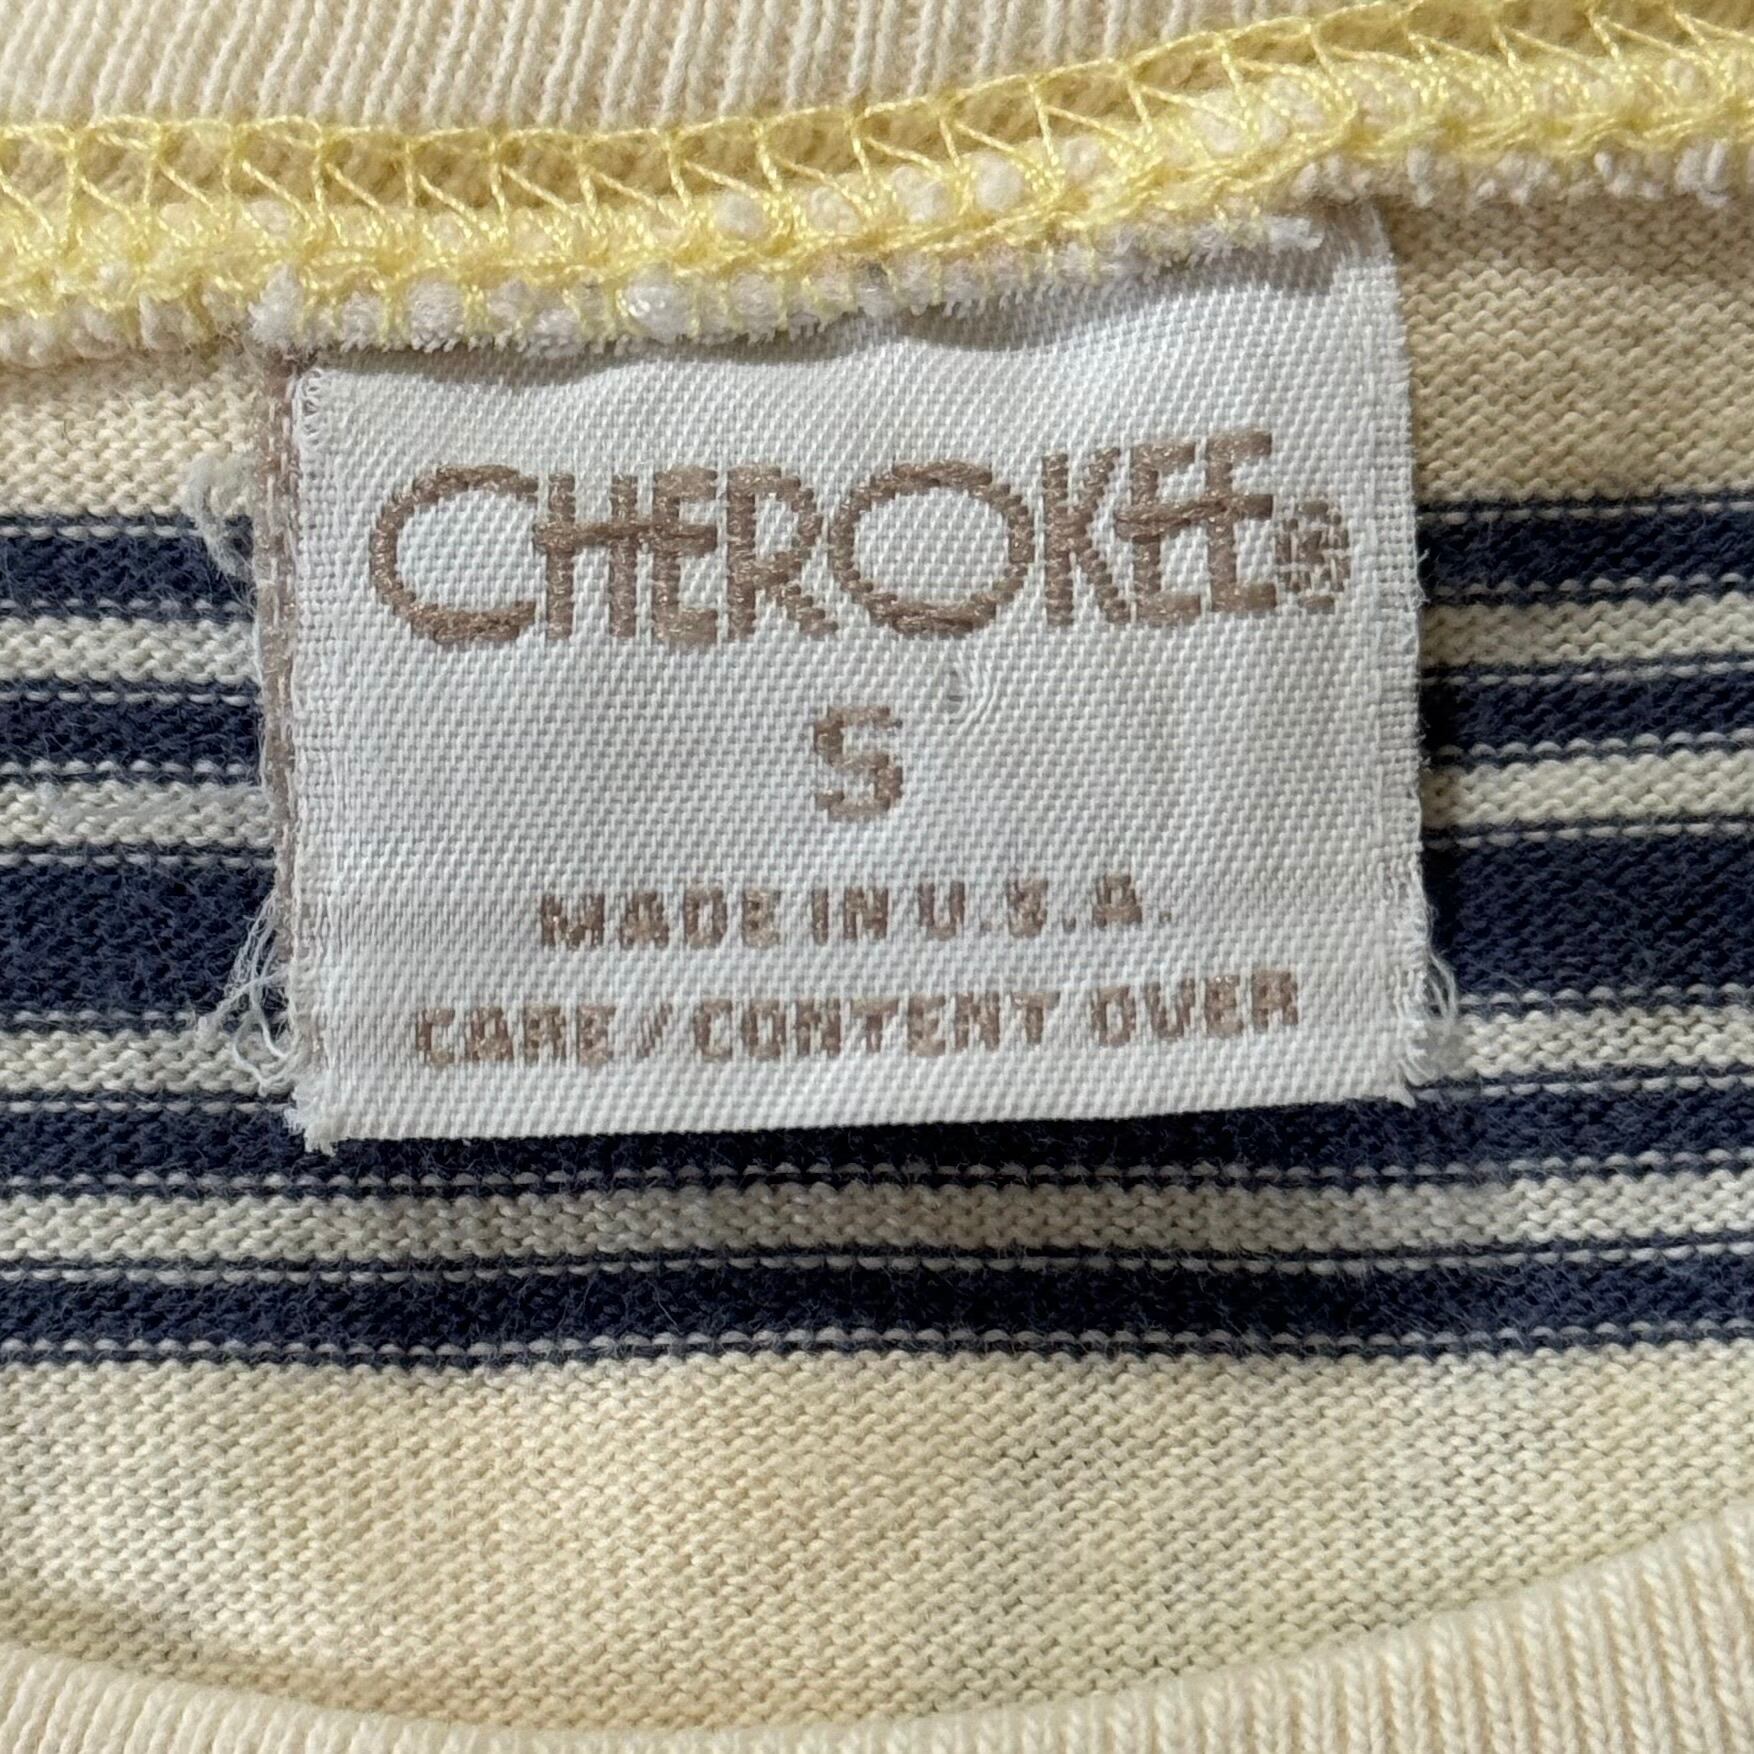 CHEROKEE®
S
MADE IN U.S.A.
CARE/CONTENT OVER